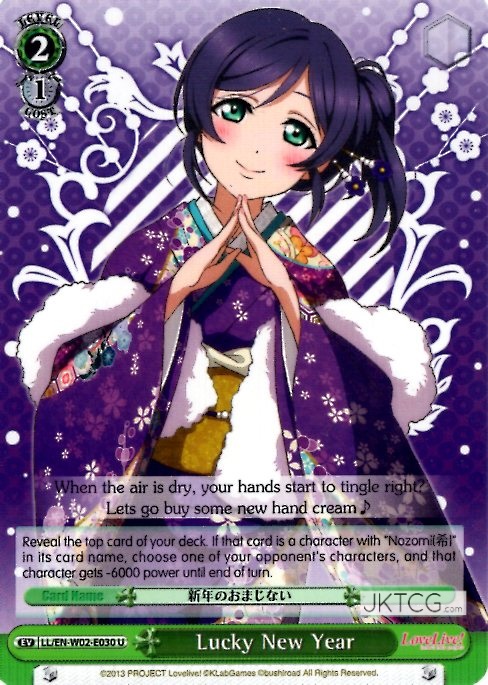 LEVEL
2
1
COST
When the air is dry, your hands start to tingle right?
Lets go buy some new hand cream♪
Reveal the top card of your deck. If that card is a character with "Nozomi(希)"
in its card name, choose one of your opponent's characters, and that
character gets -6000 power until end of turn.
Card Name
新年のおまじない
JKTCG.com
EV LL/EN-W02-E030 U
Lucky New Year
LoveLive!
©2013 PROJECT Lovelive! ©KLabGames ©bushiroad All Rights Reserved.